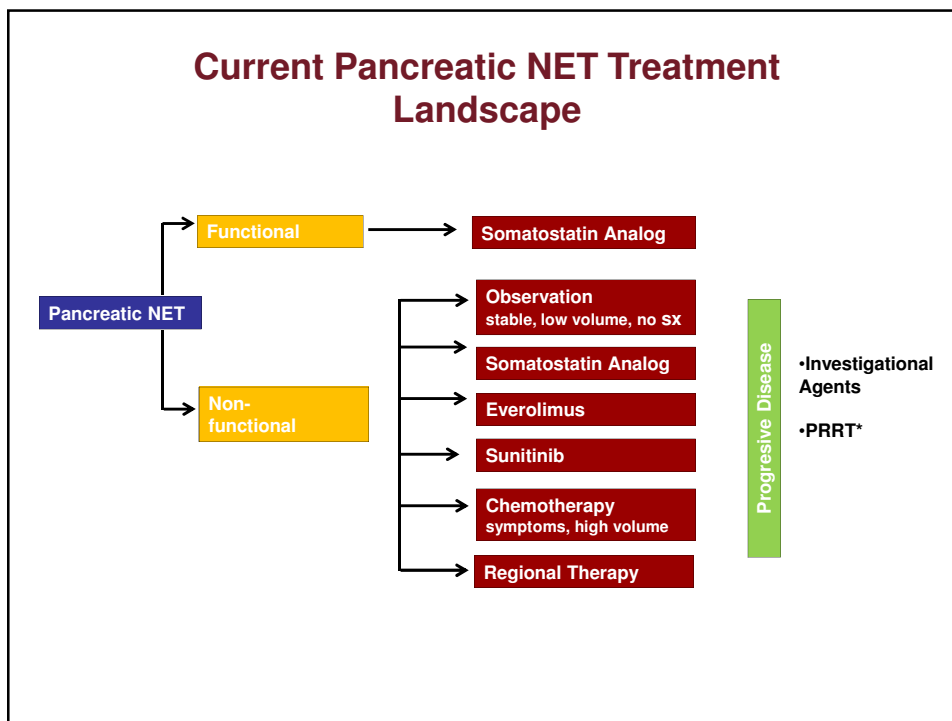 Current Pancreatic NET Treatment
Landscape
Functional
Somatostatin Analog
Pancreatic NET
Observation
stable, low volume, no sx
Somatostatin Analog
Non-
functional
Everolimus
Sunitinib
Chemotherapy
symptoms, high volume
Regional Therapy
Progresive Disease
•Investigational
Agents
•PRRT*